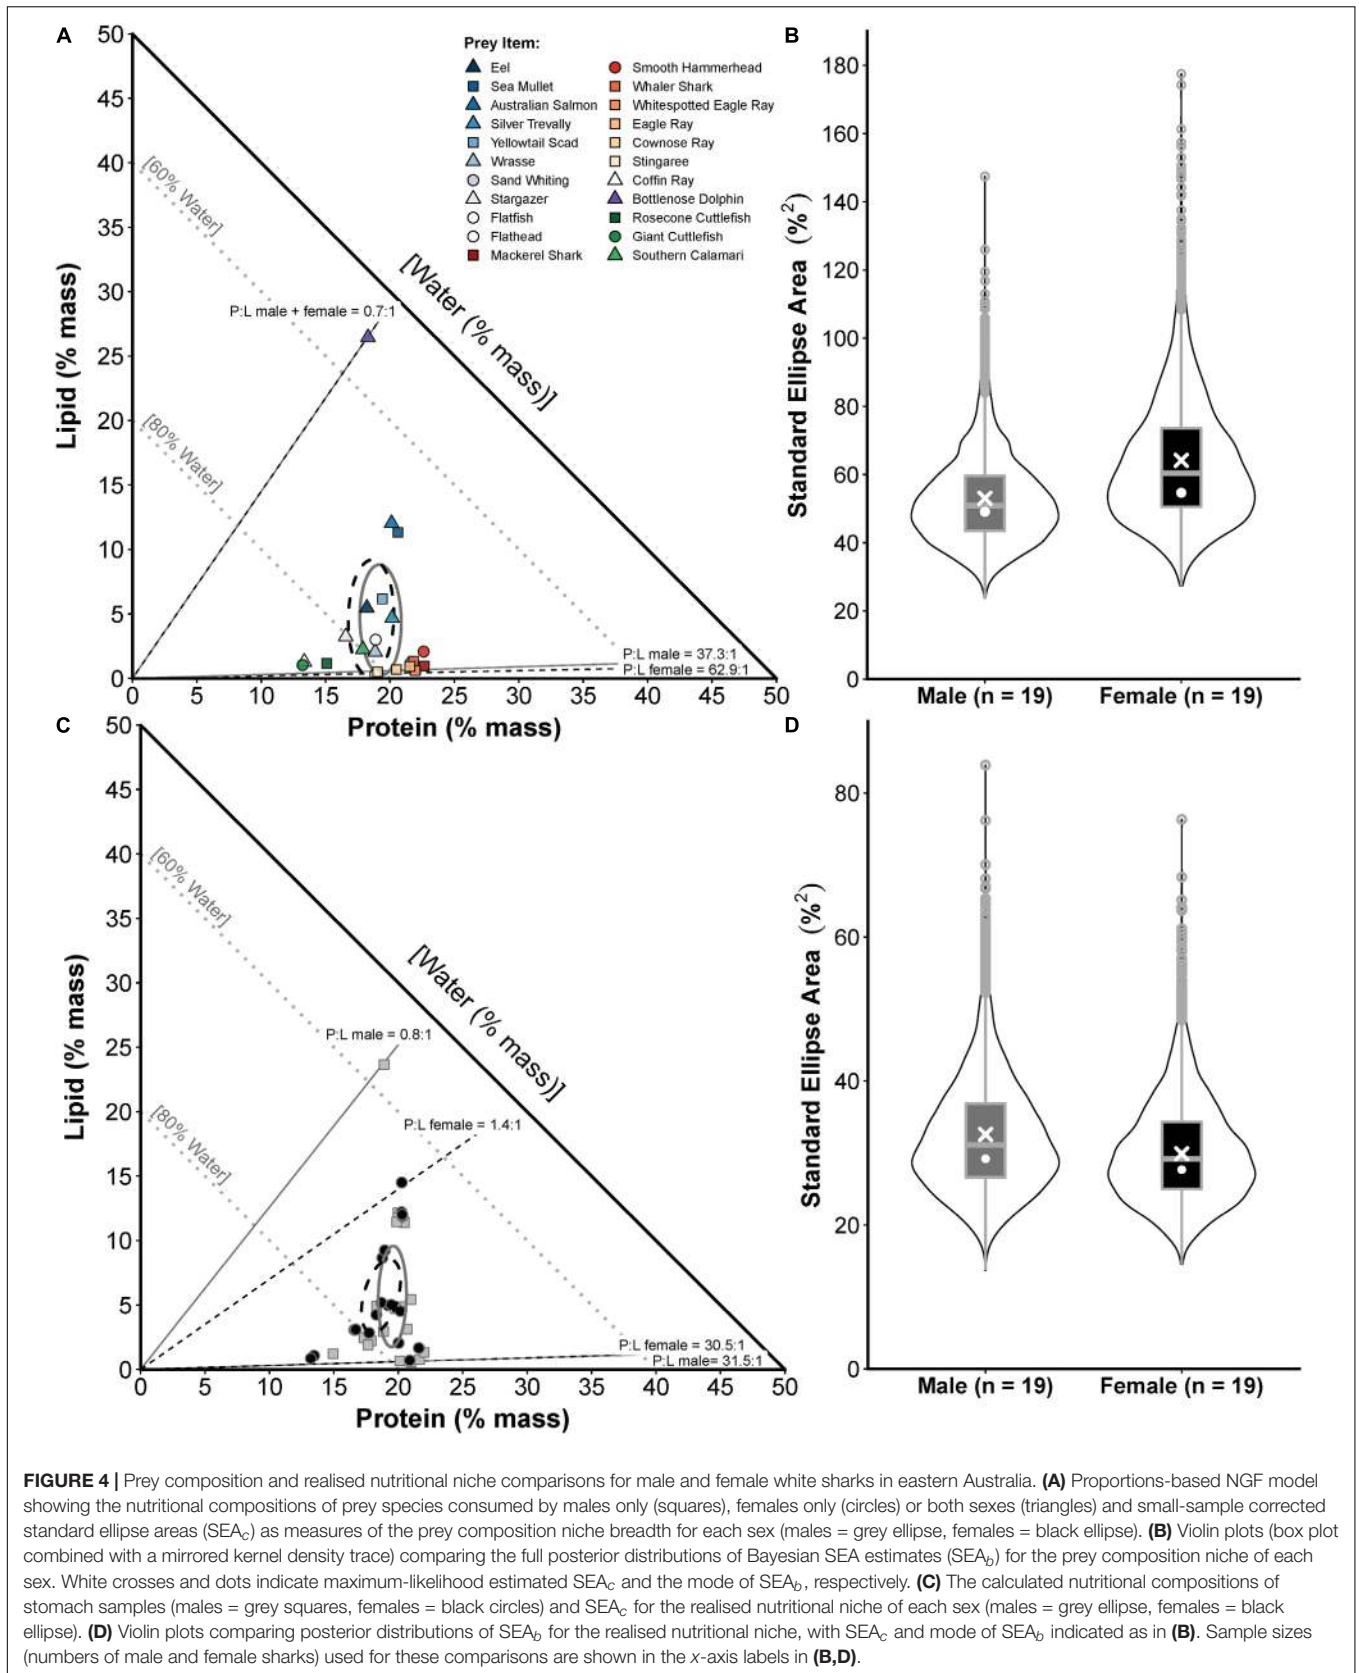 A
50
45
40
35
30
25
20
15
10
5
0
Lipid (% mass)
0 5 10 15 20 25 30 35 40 45 50
Protein (% mass)
[60% Water]
[80% Water]
[Water (% mass)]
P:L male + female = 0.7:1
P:L male = 37.3:1
P:L female = 62.9:1
Prey Item:
Eel
Sea Mullet
Australian Salmon
Silver Trevally
Yellowtail Scad
Wrasse
Sand Whiting
Stargazer
Flatfish
Flathead
Mackerel Shark
Smooth Hammerhead
Whaler Shark
Whitespotted Eagle Ray
Eagle Ray
Cownose Ray
Stingaree
Coffin Ray
Bottlenose Dolphin
Rosecone Cuttlefish
Giant Cuttlefish
Southern Calamari
B
180
160
140
120
100
80
60
40
20
0
Standard Ellipse Area (%²)
Male (n = 19) Female (n = 19)
C
50
45
40
35
30
25
20
15
10
5
0
Lipid (% mass)
0 5 10 15 20 25 30 35 40 45 50
Protein (% mass)
[60% Water]
[80% Water]
[Water (% mass)]
P:L male = 0.8:1
P:L female = 1.4:1
P:L female = 30.5:1
P:L male= 31.5:1
D
80
60
40
20
0
Standard Ellipse Area (%²)
Male (n = 19) Female (n = 19)
FIGURE 4 | Prey composition and realised nutritional niche comparisons for male and female white sharks in eastern Australia. (A) Proportions-based NGF model
showing the nutritional compositions of prey species consumed by males only (squares), females only (circles) or both sexes (triangles) and small-sample corrected
standard ellipse areas (SEAc) as measures of the prey composition niche breadth for each sex (males = grey ellipse, females = black ellipse). (B) Violin plots (box plot
combined with a mirrored kernel density trace) comparing the full posterior distributions of Bayesian SEA estimates (SEAb) for the prey composition niche of each
sex. White crosses and dots indicate maximum-likelihood estimated SEAc and the mode of SEAb, respectively. (C) The calculated nutritional compositions of
stomach samples (males = grey squares, females = black circles) and SEAc for the realised nutritional niche of each sex (males = grey ellipse, females = black
ellipse). (D) Violin plots comparing posterior distributions of SEAb for the realised nutritional niche, with SEAc and mode of SEAb indicated as in (B). Sample sizes
(numbers of male and female sharks) used for these comparisons are shown in the x-axis labels in (B,D).